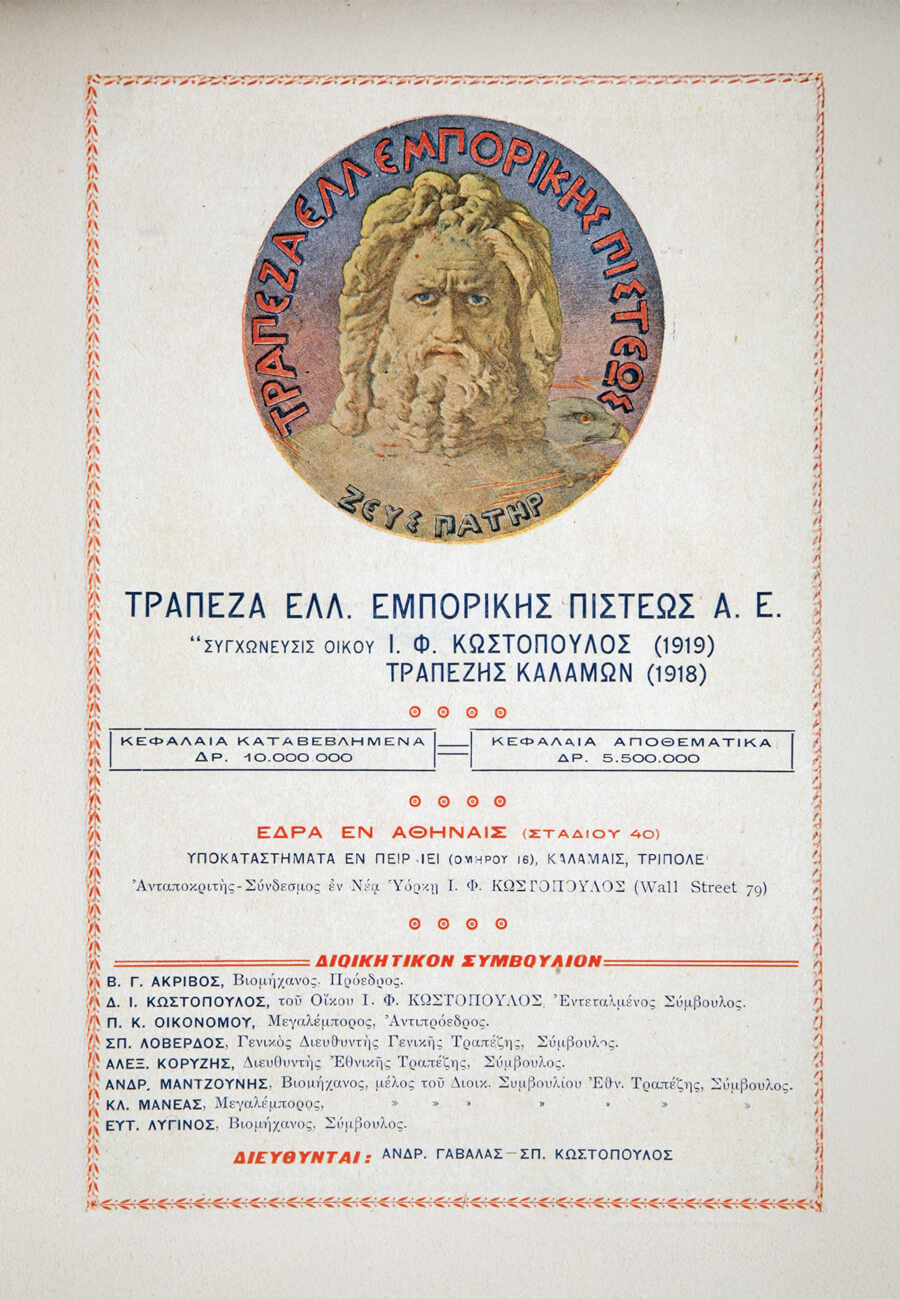 ΤΡΑΠΕΖΑ ΕΛΛ ΕΜΠΟΡΙΚΗΣ ΠΙΣΤΕΩΣ
ΖΕΥΣ ΠΑΤΗΡ
ΤΡΑΠΕΖΑ ΕΛΛ. ΕΜΠΟΡΙΚΗΣ ΠΙΣΤΕΩΣ Α. Ε.
“ΣΥΓΧΩΝΕΥΣΙΣ ΟΙΚΟΥ Ι. Φ. ΚΩΣΤΟΠΟΥΛΟΣ (1919)
ΤΡΑΠΕΖΗΣ ΚΑΛΑΜΩΝ (1918)
ΚΕΦΑΛΑΙΑ ΚΑΤΑΒΕΒΛΗΜΕΝΑ
ΔΡ. 10.000.000
ΚΕΦΑΛΑΙΑ ΑΠΟΘΕΜΑΤΙΚΑ
ΔΡ. 5.500.000
ΕΔΡΑ ΕΝ ΑΘΗΝΑΙΣ (ΣΤΑΔΙΟΥ 40)
ΥΠΟΚΑΤΑΣΤΗΜΑΤΑ ΕΝ (ΟΜΗΡΟΥ 16), ΚΑΛΑΜΑΙΣ,
Ἀνταποκριτὴς-Σύνδεσμος ἐν Νέᾳ Ὑόρκῃ Ι. Φ. ΚΩΣΤΟΠΟΥΛΟΣ (Wall Street 79)
ΔΙΟΙΚΗΤΙΚΟΝ ΣΥΜΒΟΥΛΙΟΝ
Β. Γ. ΑΚΡΙΒΟΣ, Βιομήχανος. Πρόεδρος.
Δ. Ι. ΚΩΣΤΟΠΟΥΛΟΣ, τοῦ Οἴκου Ι. Φ. ΚΩΣΤΟΠΟΥΛΟΣ, Ἐντεταλμένος Σύμβουλος.
Π. Κ. ΟΙΚΟΝΟΜΟΥ, Μεγαλέμπορος, Ἀντιπρόεδρος.
ΣΠ. ΛΟΒΕΡΔΟΣ, Γενικὸς Διευθυντὴς Γενικῆς Τραπέζης, Σύμβουλος.
ΑΛΕΞ. ΚΟΡΥΖΗΣ, Διευθυντὴς Ἐθνικῆς Τραπέζης, Σύμβουλος.
ΑΝΔΡ. ΜΑΝΤΖΟΥΝΗΣ, Βιομήχανος, μέλος τοῦ Διοικ. Συμβουλίου Ἐθν. Τραπέζης, Σύμβουλος.
ΚΛ. ΜΑΝΕΑΣ, Μεγαλέμπορος, » » » » » » »
ΕΥΤ. ΛΥΓΙΝΟΣ, Βιομήχανος, Σύμβουλος.
ΔΙΕΥΘΥΝΤΑΙ: ΑΝΔΡ. ΓΑΒΑΛΑΣ—ΣΠ. ΚΩΣΤΟΠΟΥΛΟΣ